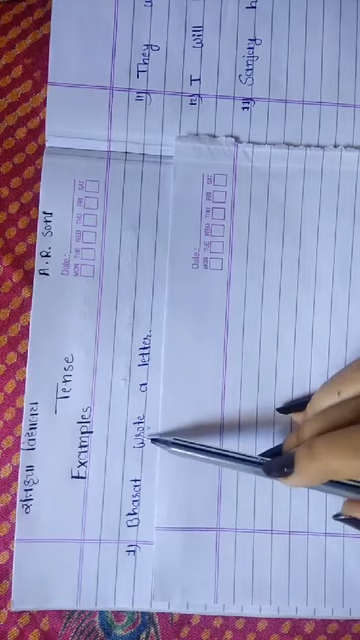 A.R. soni
Date:
MON TUE WED THU FRI SAT
Tense
Examples
1) Bharat wrote a letter.
Date:
MON TUE WED THU FRI SAT
11) They
12) I will
13) Sanjay